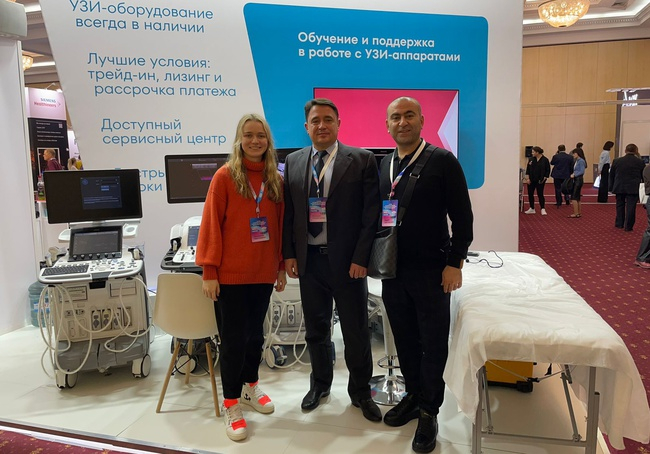 УЗИ-оборудование
всегда в наличии
Лучшие условия:
трейд-ин, лизинг и
рассрочка платежа
Доступный
сервисный центр
Обучение и поддержка
в работе с УЗИ-аппаратами